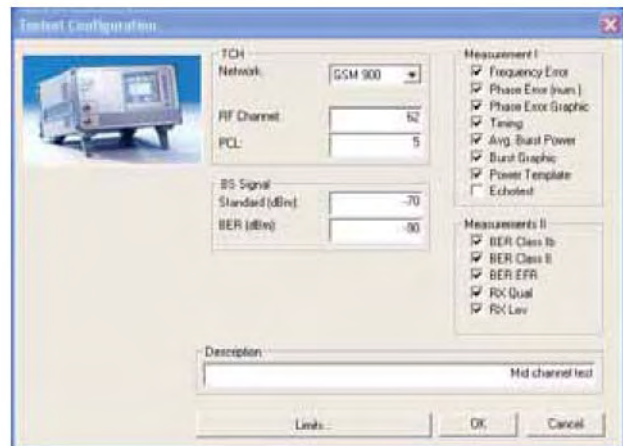 Testset Configuration
TCH
Network:
GSM 900
RF Channel:
62
PCL:
5
BS Signal
Standard (dBm):
-70
BER (dBm):
-90
Measurement I
Frequency Error
Phase Error (num.)
Phase Error Graphic
Timing
Avg. Burst Power
Burst Graphic
Power Template
Echotest
Measurements II
BER Class Ib
BER Class II
BER EFR
RX Qual
RX Lev
Description
Mid channel test
Limits...
OK
Cancel